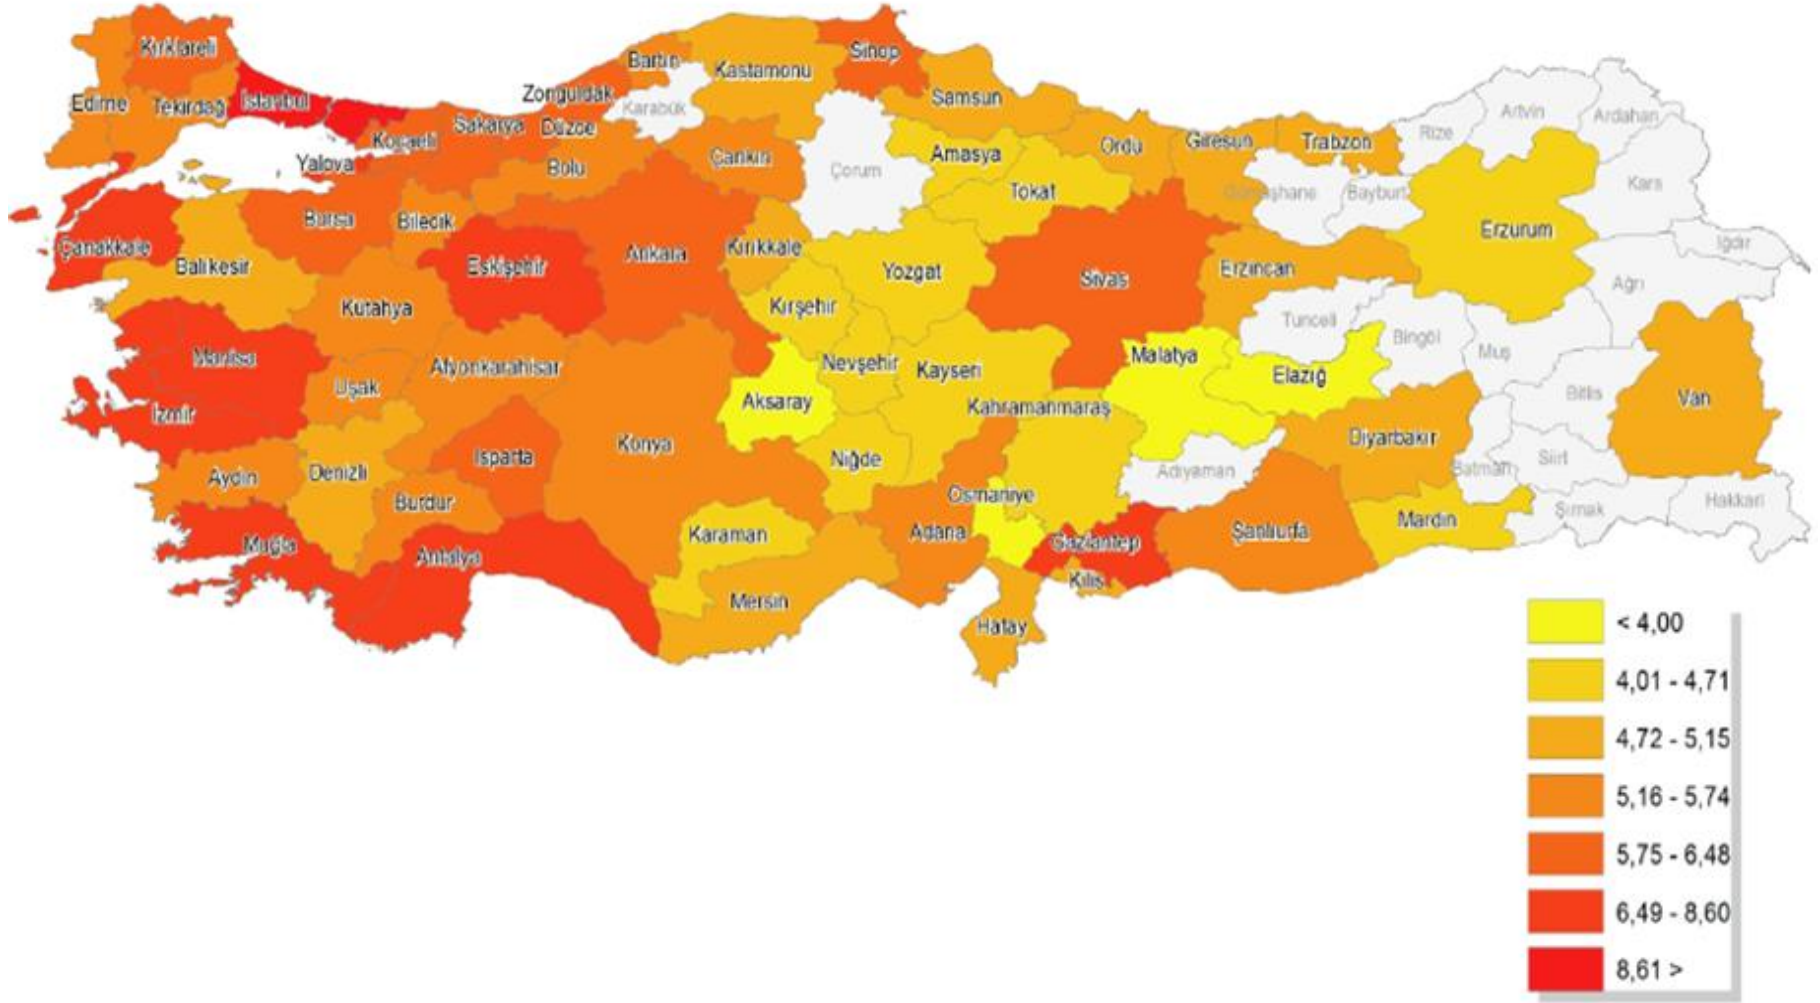 Kırklareli
Edirne
Tekirdağ
İstanbul
Kocaeli
Yalova
Sakarya
Düzce
Zonguldak
Bartın
Karabük
Kastamonu
Sinop
Samsun
Bolu
Çankırı
Çorum
Amasya
Tokat
Ordu
Giresun
Trabzon
Gümüşhane
Bayburt
Rize
Artvin
Ardahan
Kars
Iğdır
Ağrı
Erzurum
Erzincan
Çanakkale
Balıkesir
Bursa
Bilecik
Eskişehir
Kütahya
Ankara
Kırıkkale
Kırşehir
Yozgat
Sivas
Tunceli
Bingöl
Muş
Bitlis
Van
Manisa
İzmir
Uşak
Afyonkarahisar
Konya
Aksaray
Nevşehir
Kayseri
Niğde
Kahramanmaraş
Malatya
Elazığ
Adıyaman
Diyarbakır
Batman
Siirt
Şırnak
Hakkari
Mardin
Şanlıurfa
Aydın
Denizli
Isparta
Burdur
Muğla
Antalya
Karaman
Mersin
Adana
Osmaniye
Gaziantep
Kilis
Hatay
< 4,00
4,01 - 4,71
4,72 - 5,15
5,16 - 5,74
5,75 - 6,48
6,49 - 8,60
8,61 >